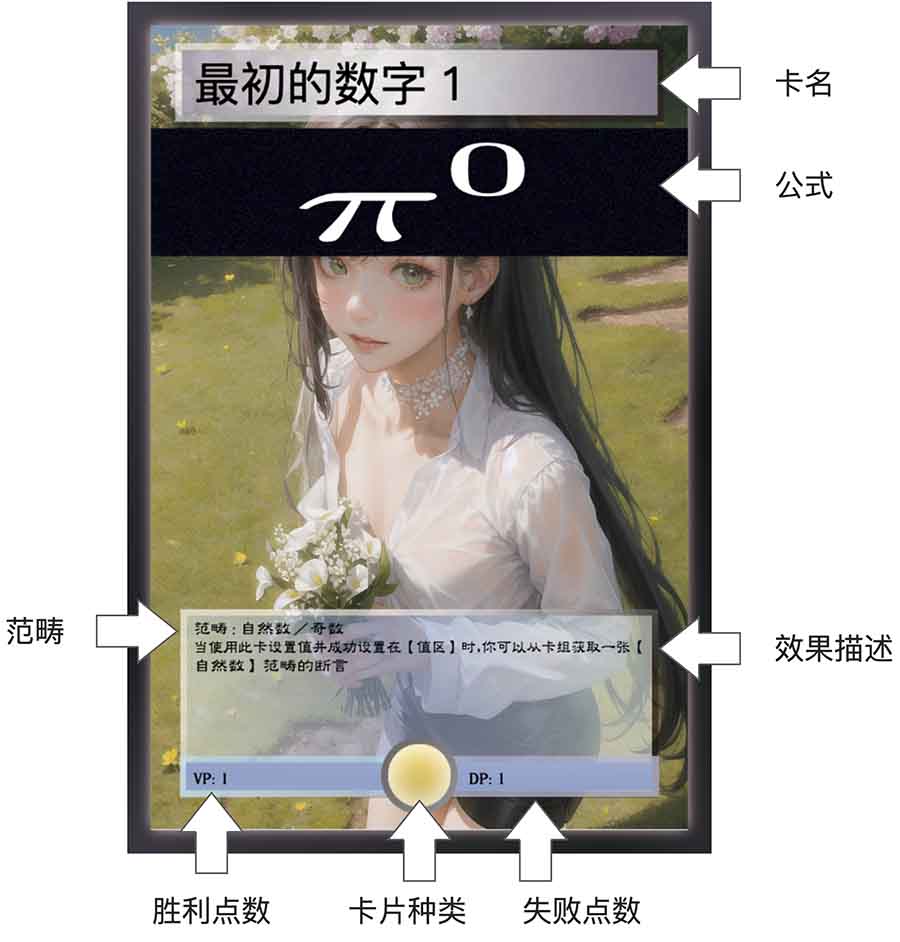 最初的数字 1
卡名
π⁰
公式
范畴
范畴：自然数／奇数
当使用此卡设置值并成功设置在【值区】时,你可以从卡组获取一张【
自然数】范畴的断言
效果描述
VP: 1
DP: 1
胜利点数
卡片种类
失败点数